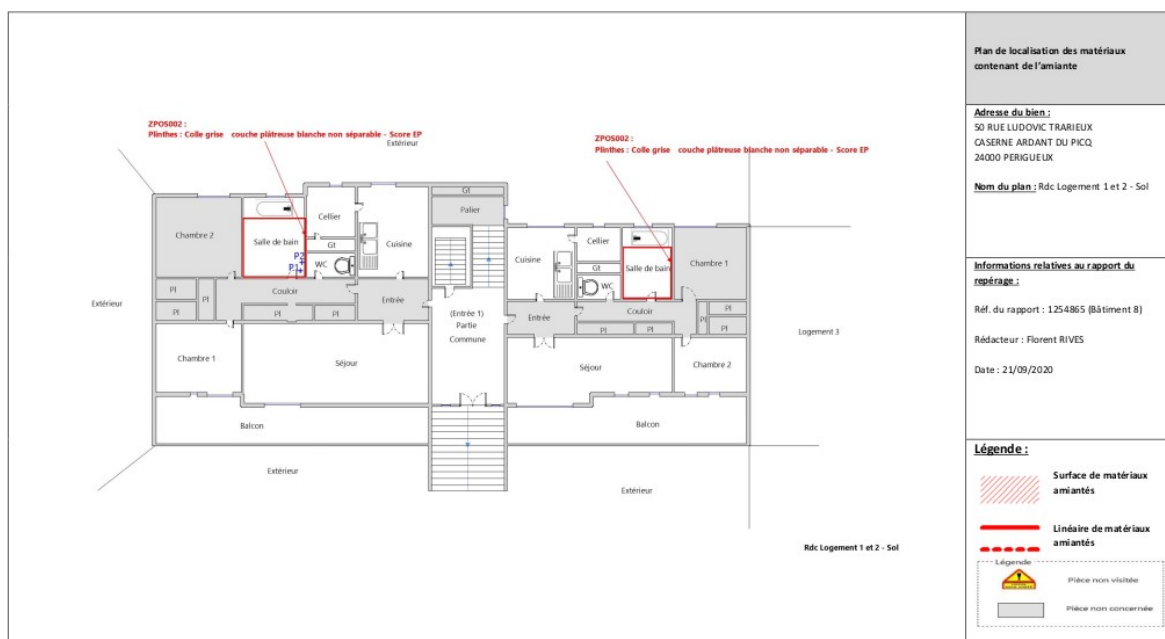 ZPOS002 :
Plinthes : Colle grise   couche plâtreuse blanche non séparable - Score EP
Extérieur
ZPOS002 :
Plinthes : Colle grise   couche plâtreuse blanche non séparable - Score EP
Gt
Palier
Cellier
Chambre 2
Salle de bain
Cuisine
Gt
P2
P1
WC
Cellier
Cuisine
Gt
Salle de bain
Chambre 1
WC
Extérieur
Pl
Pl
Couloir
Entrée
Pl
Pl
Pl
(Entrée 1)
Partie
Commune
Entrée
Couloir
Pl
Pl
Pl
Pl
Pl
Logement 3
Chambre 1
Séjour
Séjour
Chambre 2
Balcon
Balcon
Extérieur
Extérieur
Rdc Logement 1 et 2 - Sol
Plan de localisation des matériaux
contenant de l'amiante
Adresse du bien :
50 RUE LUDOVIC TRARIEUX
CASERNE ARDANT DU PICQ
24000 PERIGUEUX
Nom du plan : Rdc Logement 1 et 2 - Sol
Informations relatives au rapport du
repérage :
Réf. du rapport : 1254865 (Bâtiment 8)
Rédacteur : Florent RIVES
Date : 21/09/2020
Légende :
Surface de matériaux
amiantés
Linéaire de matériaux
amiantés
Légende
Pièce non visitée
Pièce non concernée